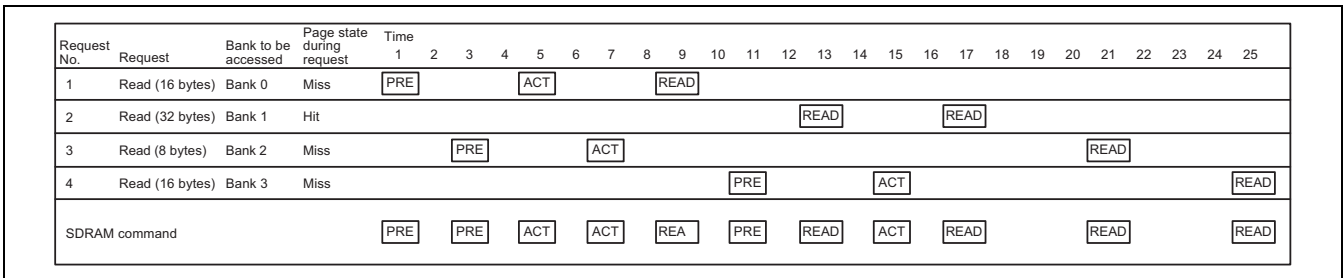 Request No. Request Bank to be accessed Page state during request Time 1 2 3 4 5 6 7 8 9 10 11 12 13 14 15 16 17 18 19 20 21 22 23 24 25
1 Read (16 bytes) Bank 0 Miss PRE ACT READ
2 Read (32 bytes) Bank 1 Hit READ READ
3 Read (8 bytes) Bank 2 Miss PRE ACT READ
4 Read (16 bytes) Bank 3 Miss PRE ACT READ
SDRAM command PRE PRE ACT ACT REA PRE READ ACT READ READ READ